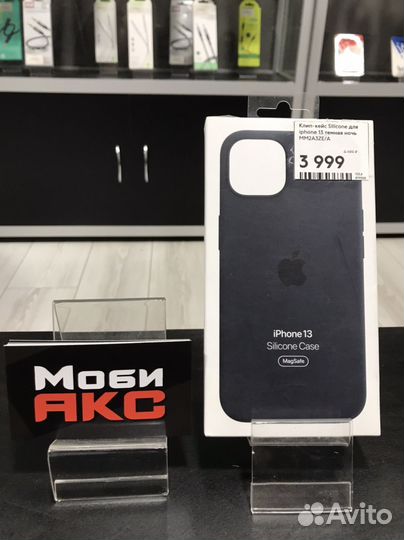 Клип-кейс Silicone для
iphone 13 темная ночь
MM2A3ZE/A
3 999
iPhone 13
Silicone Case
MagSafe
Моби
АКС
Avito